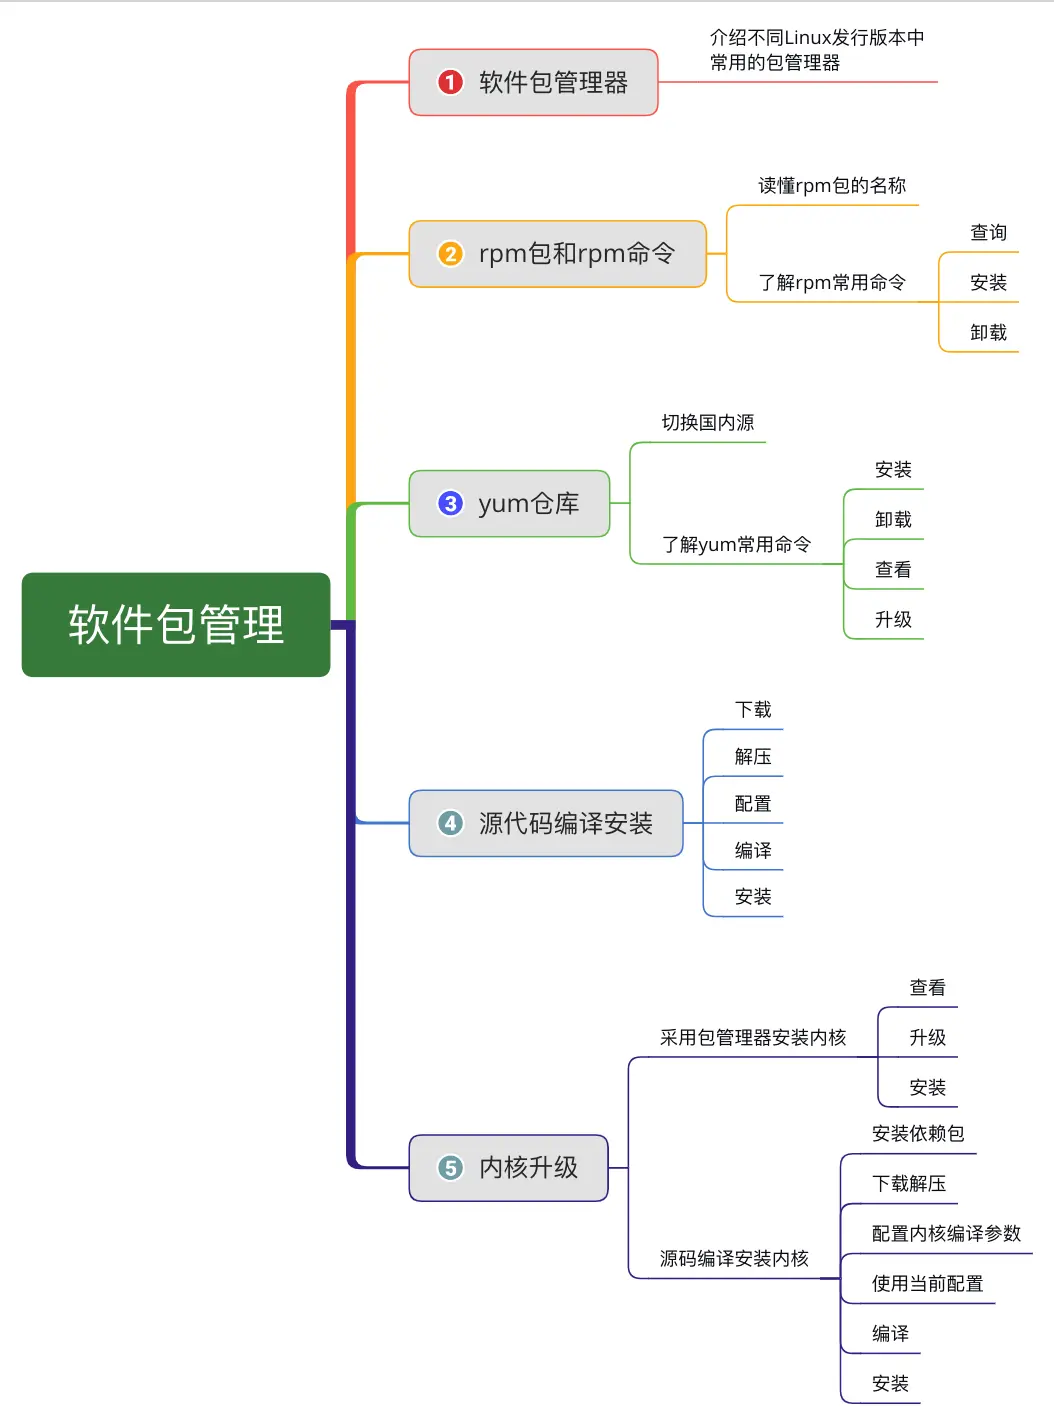 软件包管理
1 软件包管理器
介绍不同Linux发行版本中
常用的包管理器
2 rpm包和rpm命令
读懂rpm包的名称
了解rpm常用命令
查询
安装
卸载
3 yum仓库
切换国内源
了解yum常用命令
安装
卸载
查看
升级
4 源代码编译安装
下载
解压
配置
编译
安装
5 内核升级
采用包管理器安装内核
查看
升级
安装
源码编译安装内核
安装依赖包
下载解压
配置内核编译参数
使用当前配置
编译
安装